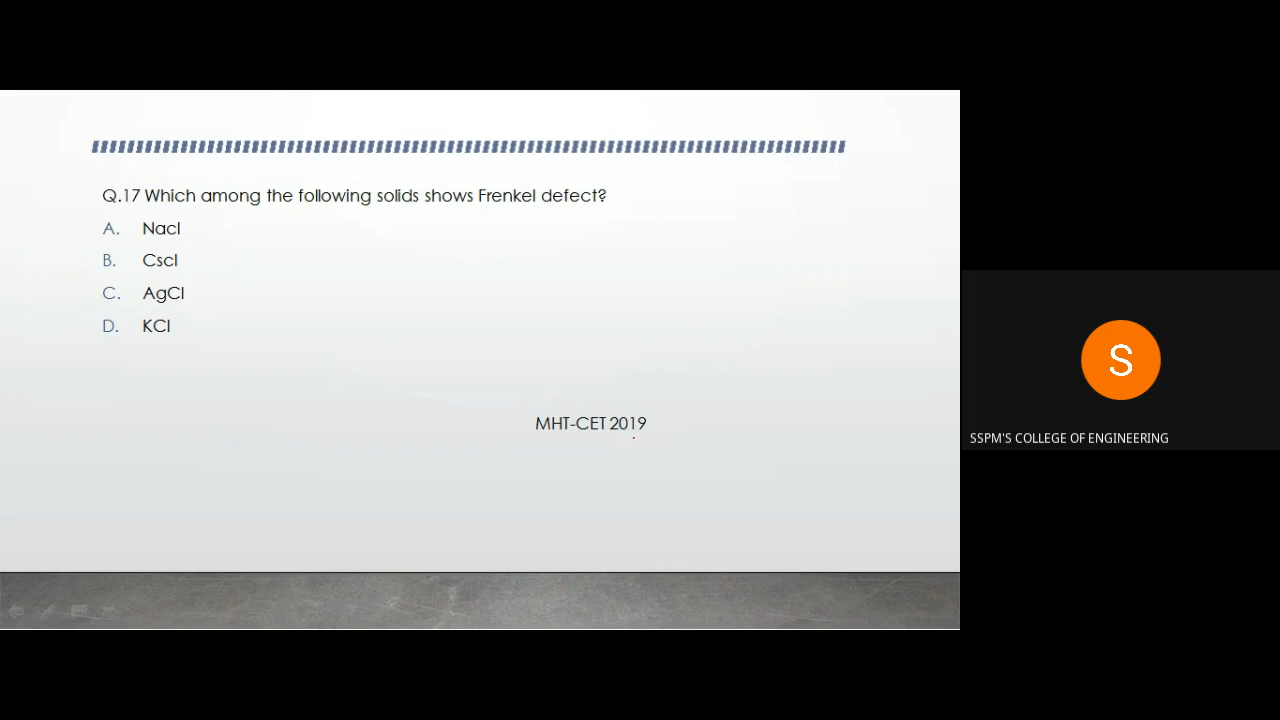 Q.17 Which among the following solids shows Frenkel defect?
A. Nacl
B. Cscl
C. AgCl
D. KCl
MHT-CET 2019
S
SSPM'S COLLEGE OF ENGINEERING